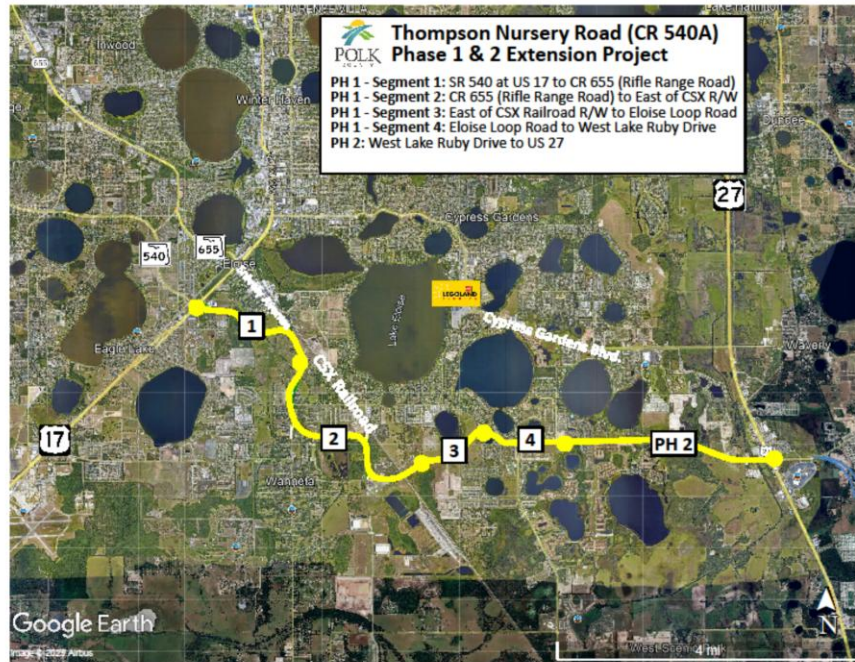 Thompson Nursery Road (CR 540A)
Phase 1 & 2 Extension Project
POLK
PH 1 - Segment 1: SR 540 at US 17 to CR 655 (Rifle Range Road)
PH 1 - Segment 2: CR 655 (Rifle Range Road) to East of CSX R/W
PH 1 - Segment 3: East of CSX Railroad R/W to Eloise Loop Road
PH 1 - Segment 4: Eloise Loop Road to West Lake Ruby Drive
PH 2: West Lake Ruby Drive to US 27
Inwood
655
Winter Haven
Dundee
27
Cypress Gardens
540
655
Eloise
LEGOLAND
Lake Eloise
1
Cypress Gardens Blvd.
Eagle Lake
Waverly
CSX Railroad
17
2
3
4
PH 2
Wahneta
Google Earth
N
4 mi